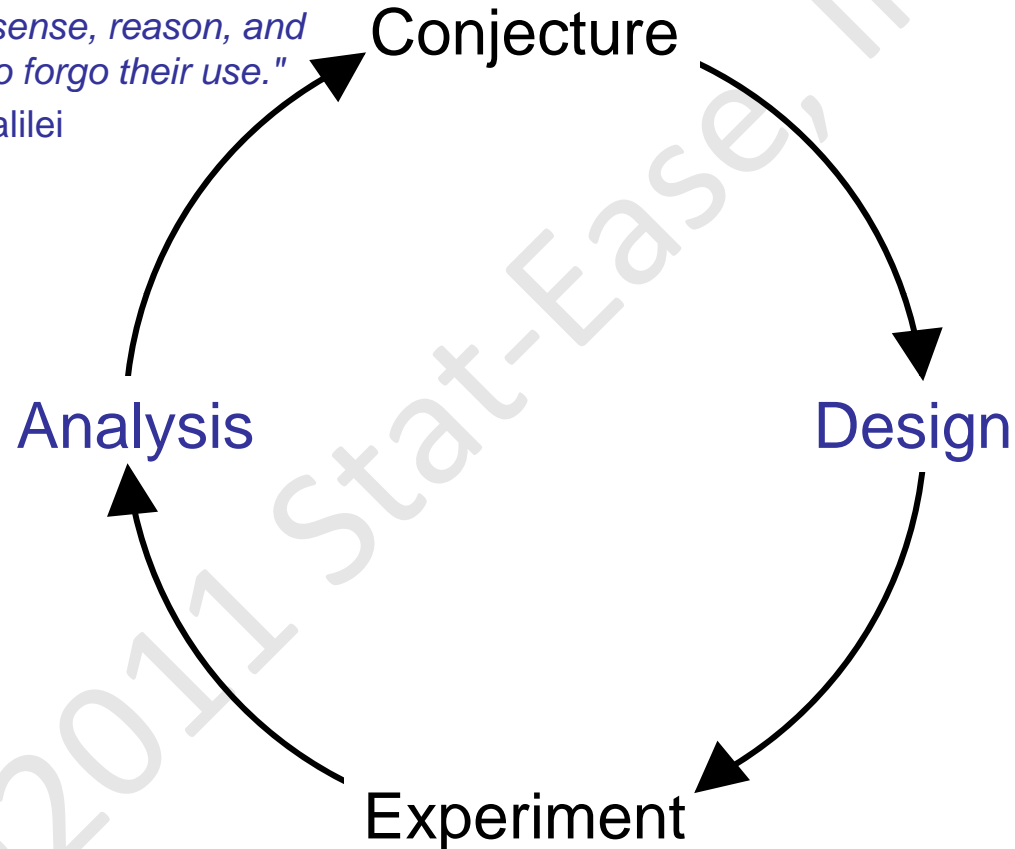 sense, reason, and
o forgo their use."
alilei
Conjecture
Analysis
Design
Experiment
2011 Stat-Ease, I